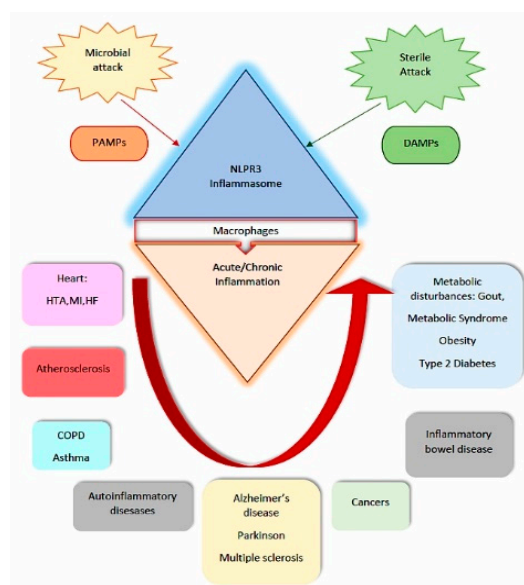 Microbial
attack
Sterile
Attack
PAMPs
DAMPs
NLPR3
Inflammasome
Macrophages
Acute/Chronic
Inflammation
Heart:
HTA,MI,HF
Metabolic
disturbances: Gout,
Metabolic Syndrome
Obesity
Type 2 Diabetes
Atherosclerosis
COPD
Asthma
Inflammatory
bowel disease
Autoinflammatory
disesases
Alzheimer's
disease
Parkinson
Multiple sclerosis
Cancers